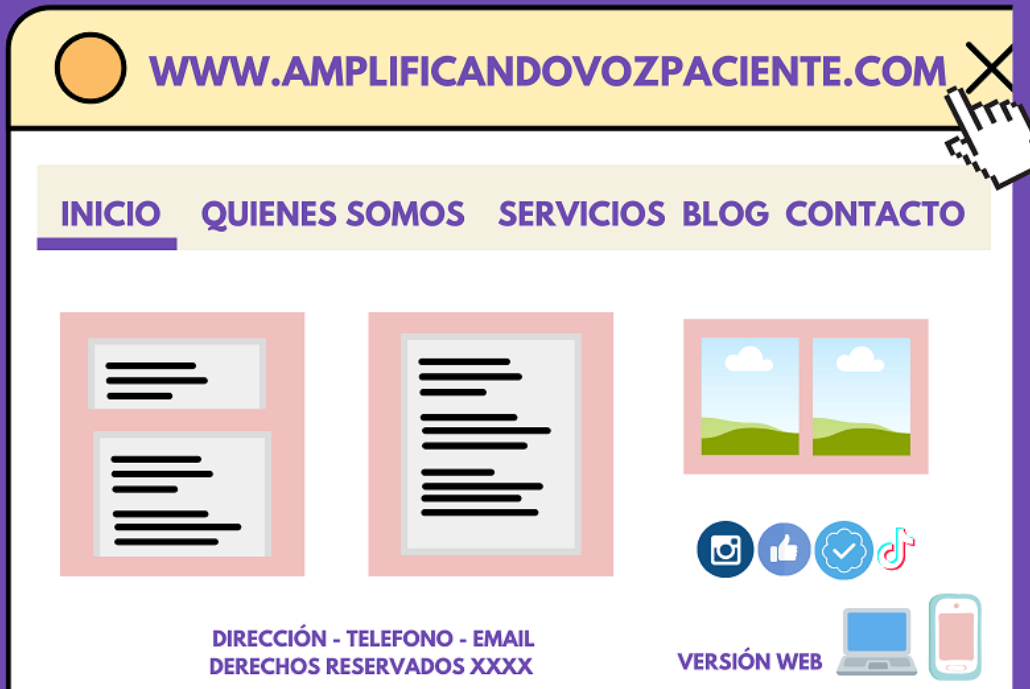 WWW.AMPLIFICANDOVOZPACIENTE.COM
INICIO QUIENES SOMOS SERVICIOS BLOG CONTACTO
DIRECCIÓN - TELEFONO - EMAIL
DERECHOS RESERVADOS XXXX
VERSIÓN WEB